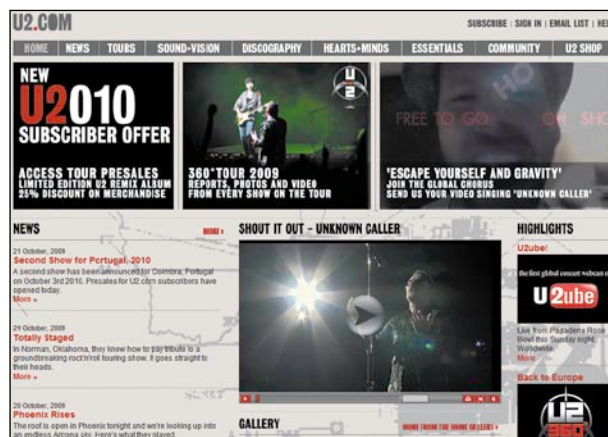 U2.COM
SUBSCRIBE | SIGN IN | EMAIL LIST |
HOME NEWS TOURS SOUND+VISION DISCOGRAPHY HEARTS+MINDS ESSENTIALS COMMUNITY U2 SHOP
NEW
U2010
SUBSCRIBER OFFER
ACCESS TOUR PRESALES
LIMITED EDITION U2 REMIX ALBUM
25% DISCOUNT ON MERCHANDISE
U2
360° TOUR 2009
REPORTS, PHOTOS AND VIDEO
FROM EVERY SHOW ON THE TOUR
HO
FREE TO GO OH SHO
'ESCAPE YOURSELF AND GRAVITY'
JOIN THE GLOBAL CHORUS
SEND US YOUR VIDEO SINGING 'UNKNOWN CALLER'
NEWS
MORE »
21 October, 2009
Second Show for Portugal, 2010
A second show has been announced for Coimbra, Portugal
on October 3rd 2010. Presales for U2.com subscribers have
opened today.
More »
21 October, 2009
Totally Staged
In Norman, Oklahoma, they know how to pay tribute to a
groundbreaking rock'n'roll touring show. It goes straight to
their heads.
More »
20 October, 2009
Phoenix Rises
The roof is open in Phoenix tonight and we're looking up into
an endless Arizona sky. Here's what they played.
SHOUT IT OUT - UNKNOWN CALLER
GALLERY
MORE FROM THE HOME GALLERY »
HIGHLIGHTS
U2ube!
the first global concert webcast
U2ube
Live from Pasadena Rose
Bowl this Sunday night.
Worldwide.
More
Back to Europe
U2
360